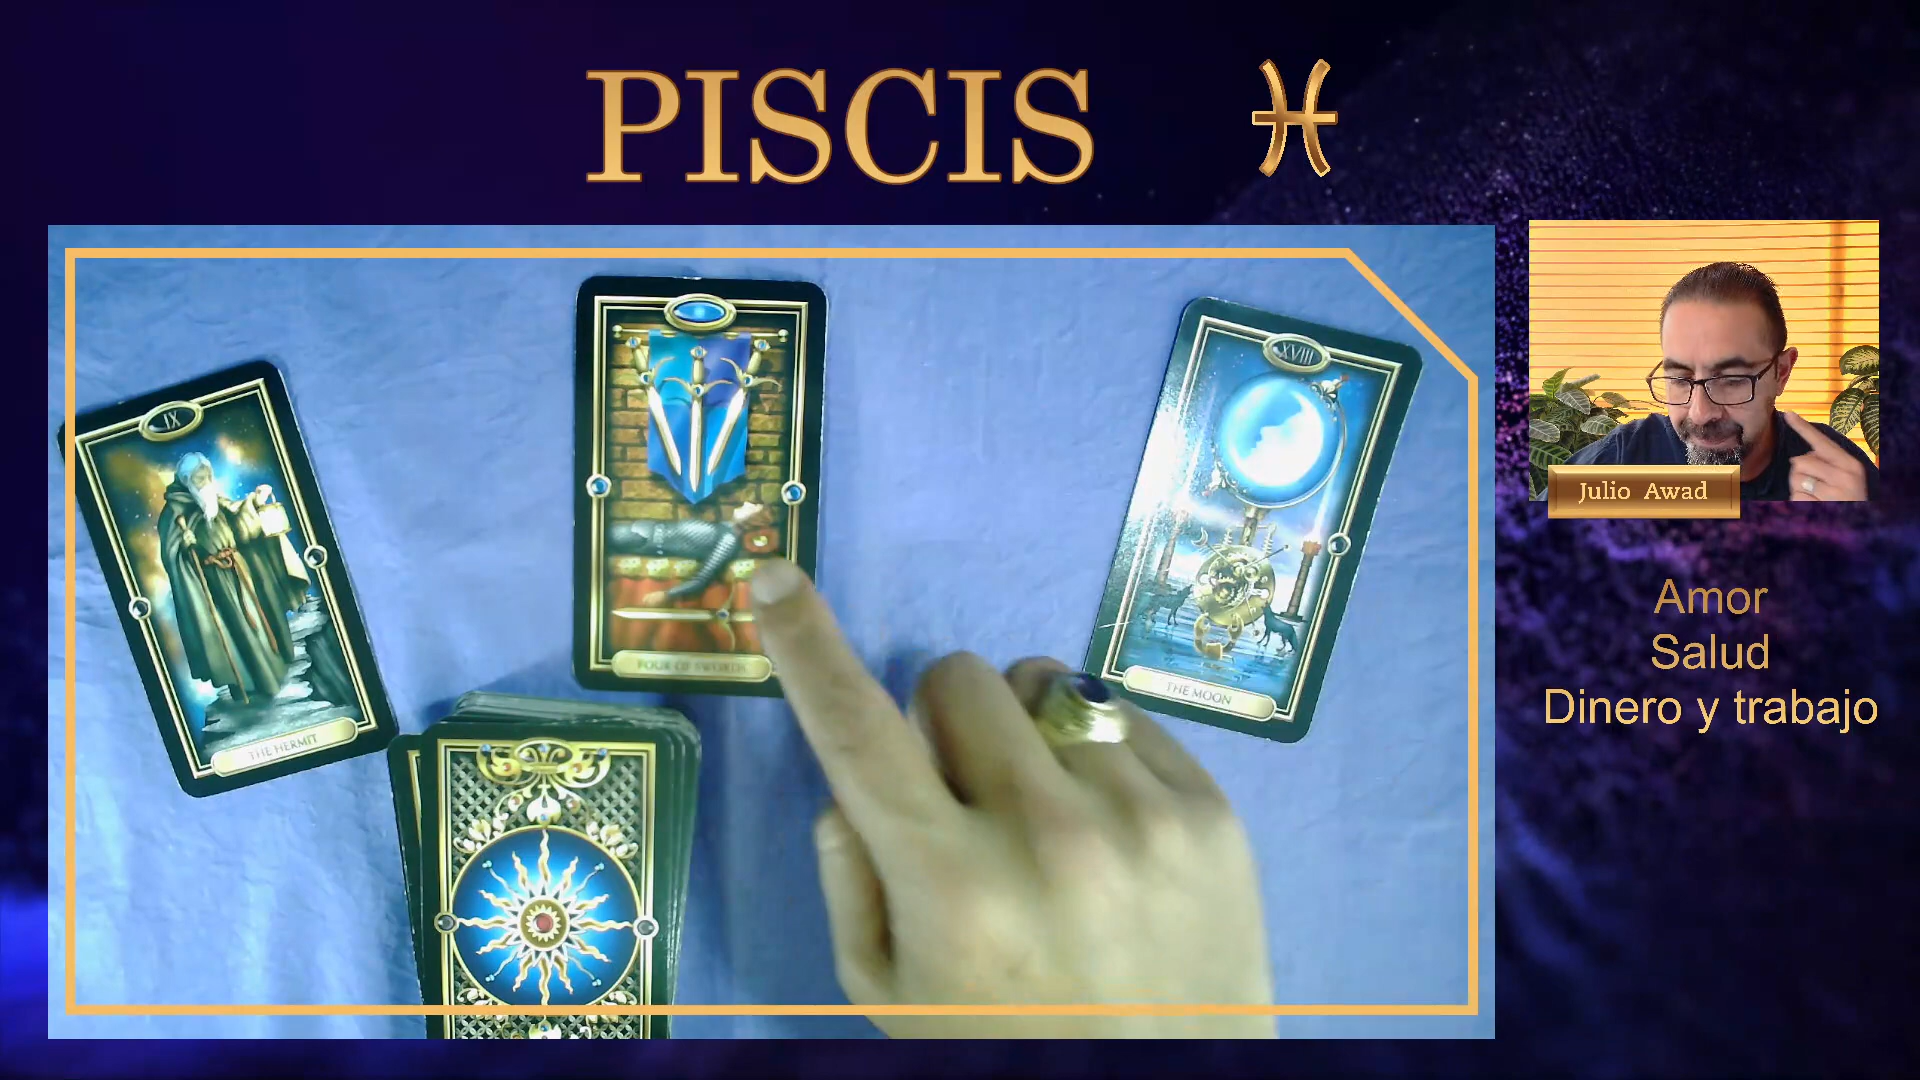 PISCIS
IX
THE HERMIT
FOUR OF SWORDS
XVIII
THE MOON
Julio Awad
Amor
Salud
Dinero y trabajo